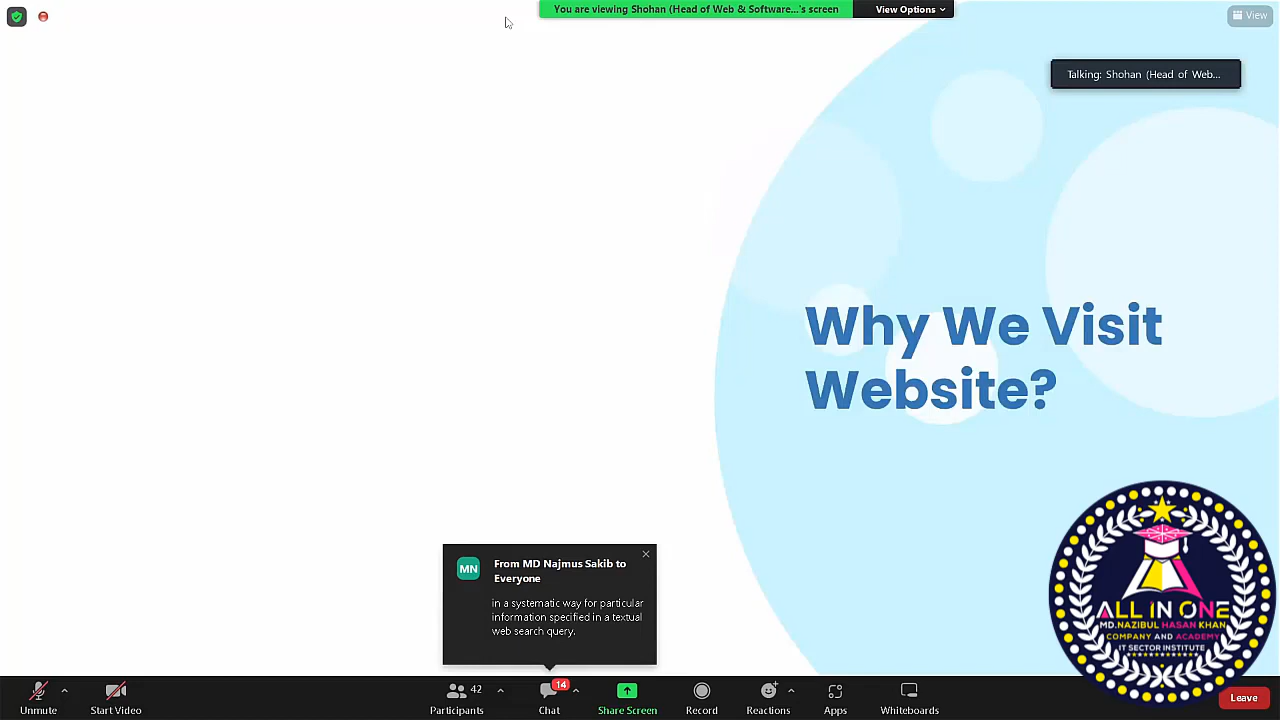 You are viewing Shohan (Head of Web & Software...'s screen
View Options
View
Talking: Shohan (Head of Web...
Why We Visit
Website?
MN
From MD Najmus Sakib to
Everyone
in a systematic way for particular
information specified in a textual
web search query.
ALL IN ONE
MD.NAZIBUL HASAN KHAN
COMPANY AND ACADEMY
IT SECTOR INSTITUTE
Unmute
Start Video
42
Participants
14
Chat
Share Screen
Record
Reactions
Apps
Whiteboards
Leave